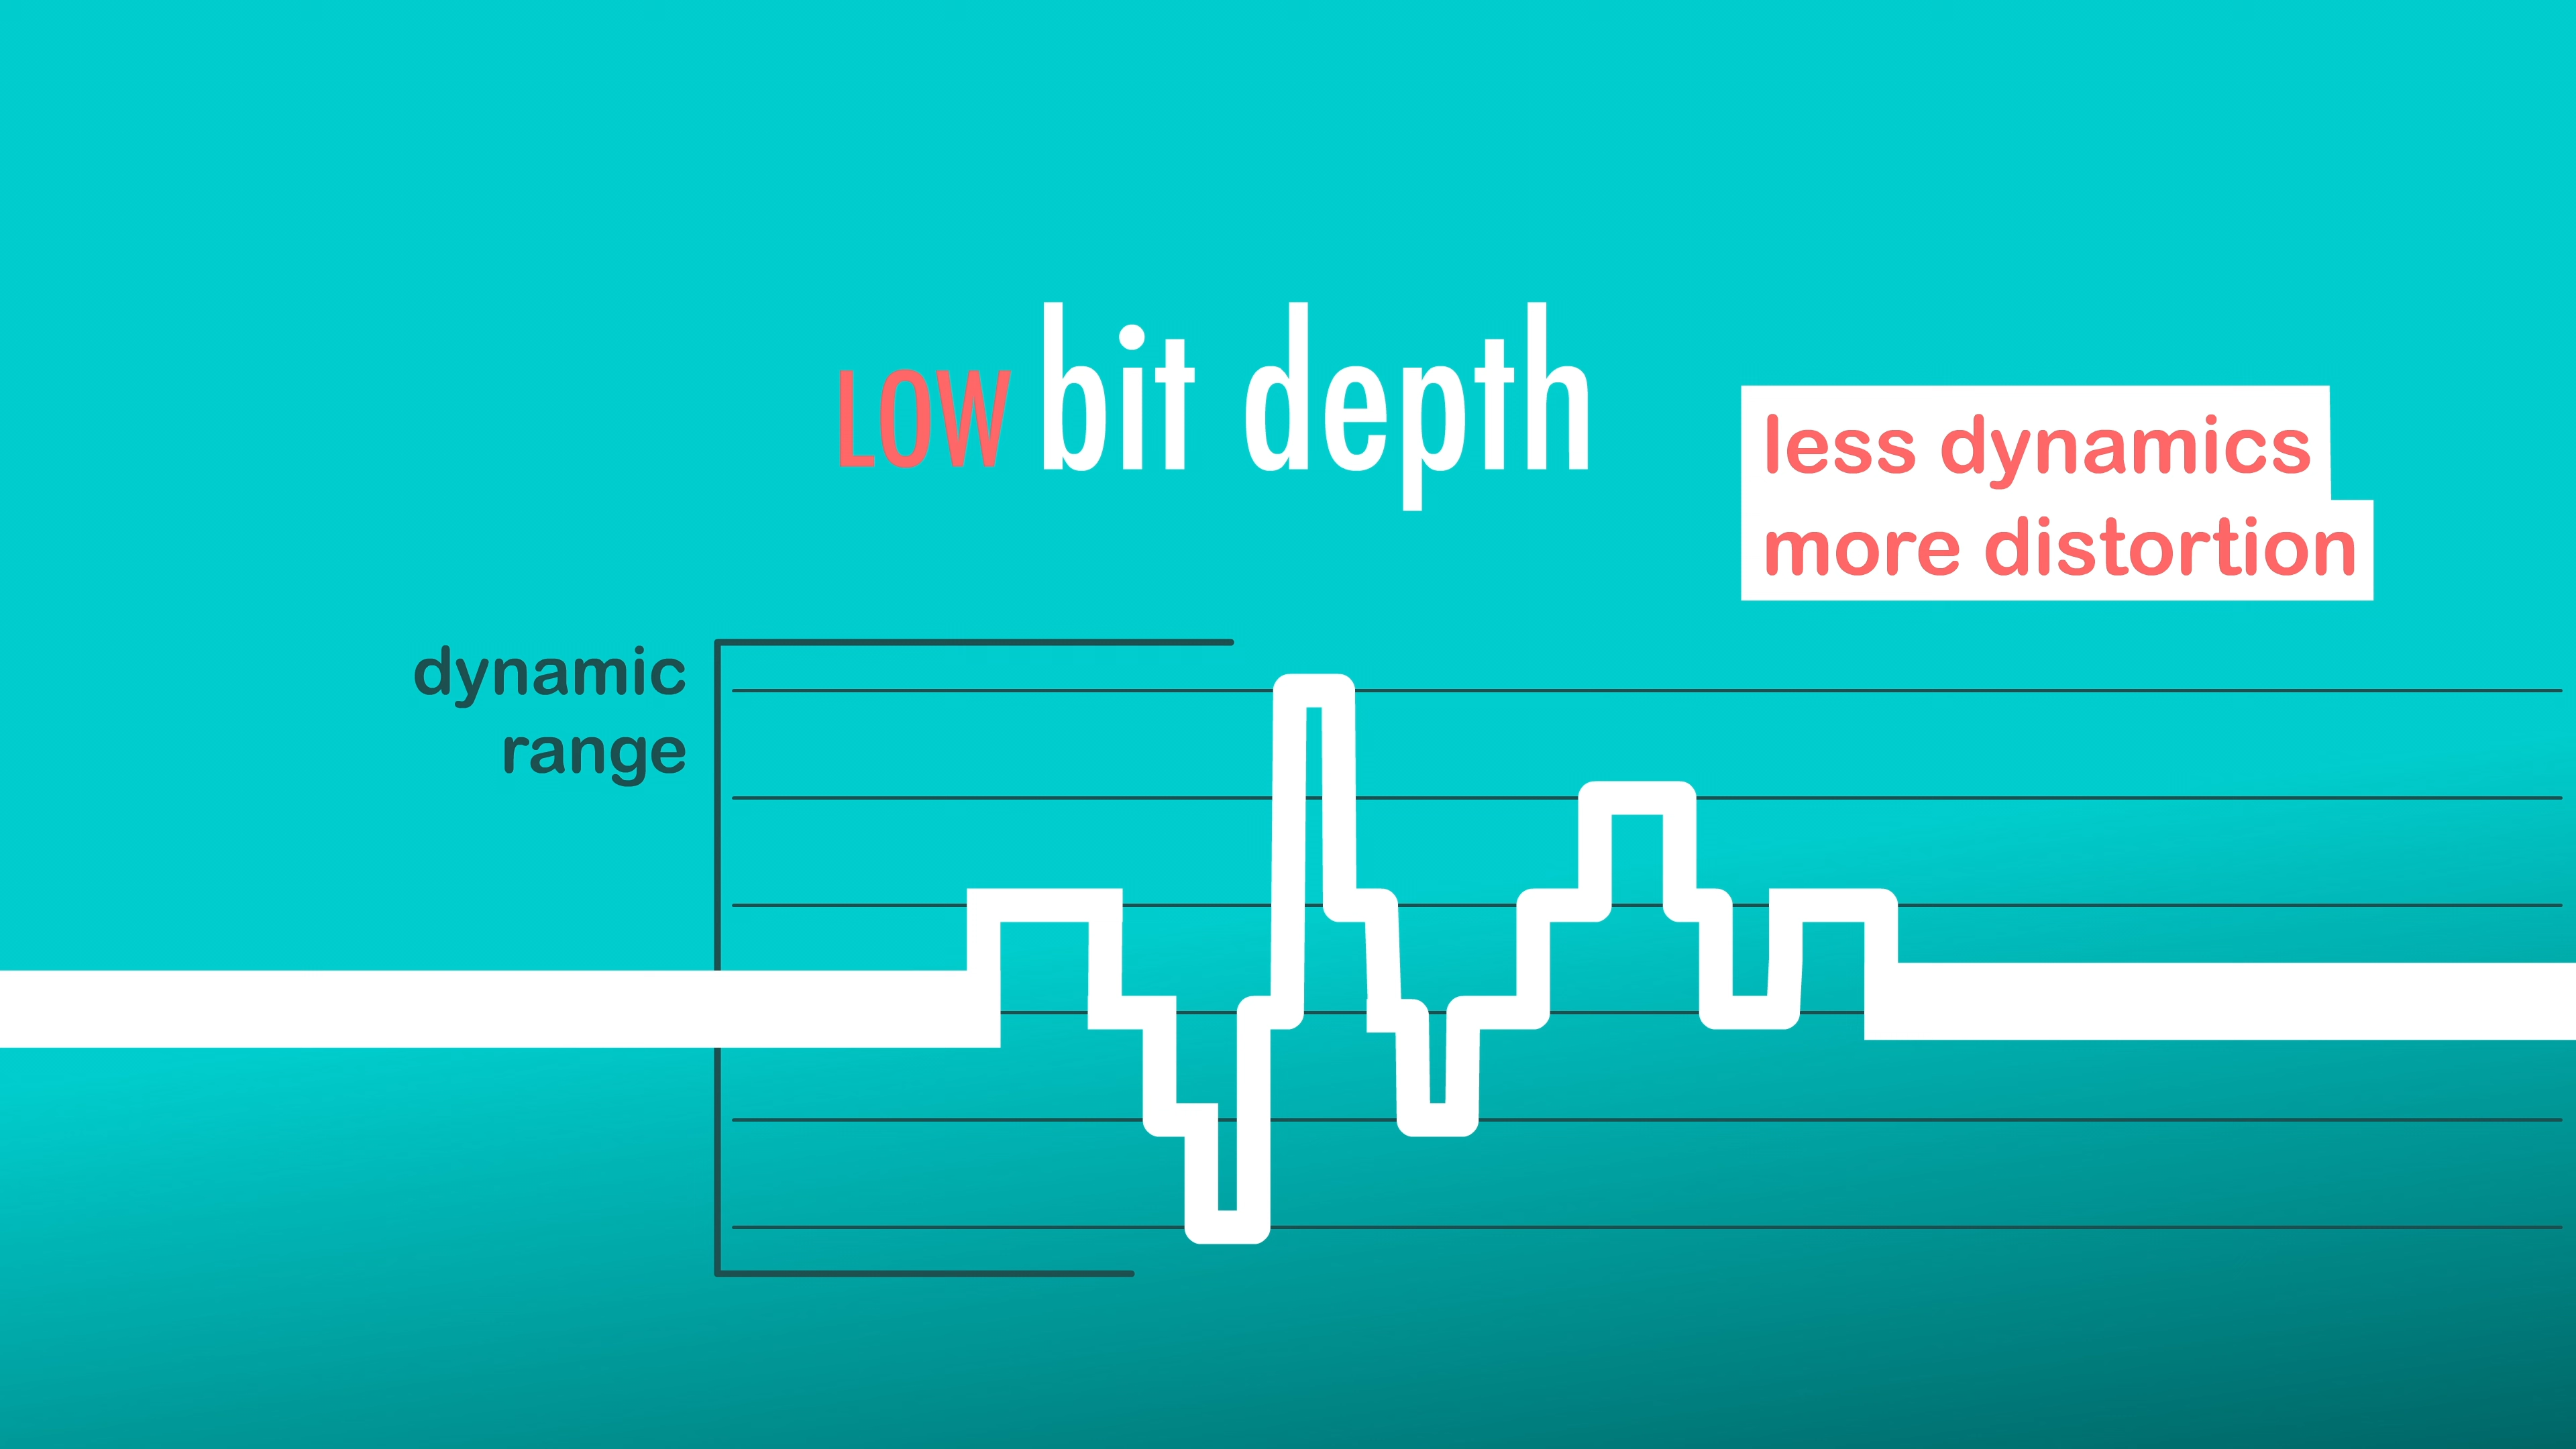 LOW bit depth
less dynamics
more distortion
dynamic
range